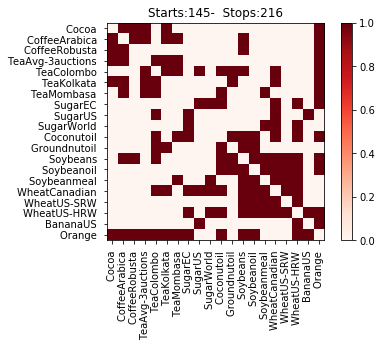 Starts:145-  Stops:216
Cocoa
CoffeeArabica
CoffeeRobusta
TeaAvg-3auctions
TeaColombo
TeaKolkata
TeaMombasa
SugarEC
SugarUS
SugarWorld
Coconutoil
Groundnutoil
Soybeans
Soybeanoil
Soybeanmeal
WheatCanadian
WheatUS-SRW
WheatUS-HRW
BananaUS
Orange
Cocoa
CoffeeArabica
CoffeeRobusta
TeaAvg-3auctions
TeaColombo
TeaKolkata
TeaMombasa
SugarEC
SugarUS
SugarWorld
Coconutoil
Groundnutoil
Soybeans
Soybeanoil
Soybeanmeal
WheatCanadian
WheatUS-SRW
WheatUS-HRW
BananaUS
Orange
1.0
0.8
0.6
0.4
0.2
0.0